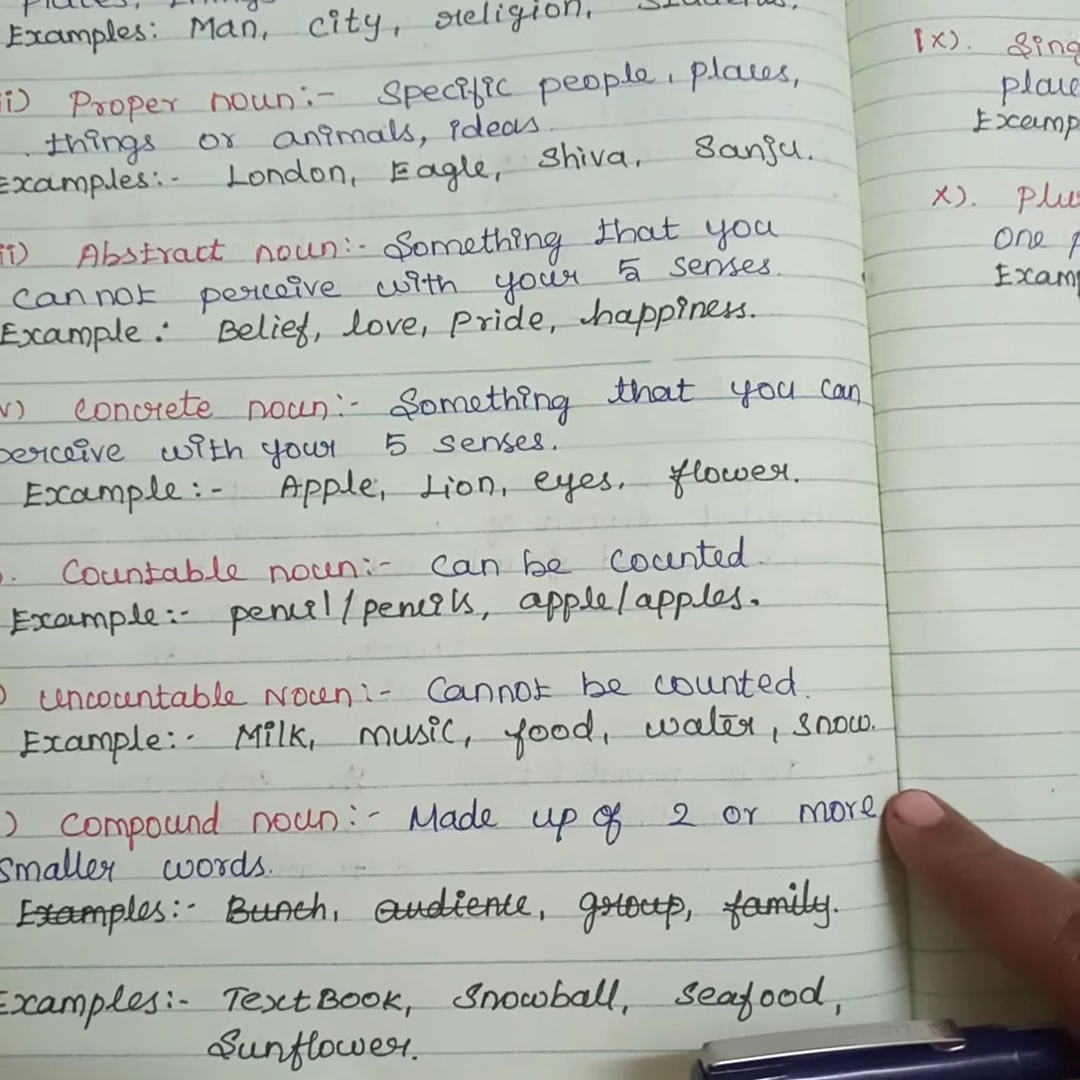 Places,
Examples: Man, city, religion,
ii) Proper noun:- Specific people, places,
things or animals, ideas.
Examples:- London, Eagle, Shiva, Sanju.
ii) Abstract noun:- Something that you
cannot perceive with your 5 senses.
Example: Belief, love, Pride, happiness.
v) Concrete noun:- Something that you can
perceive with your 5 senses.
Example:- Apple, Lion, eyes, flower.
Countable noun:- Can be counted.
Example:- pencil/pencils, apple/apples.
) Uncountable Noun:- Cannot be counted.
Example:- Milk, music, food, water, snow.
) Compound noun:- Made up of 2 or more
smaller words.
Examples:- Bunch, audience, group, family.
Examples:- TextBook, Snowball, Seafood,
Sunflower.
ix). Sing
place
Examp
x). Plu
one p
Examp